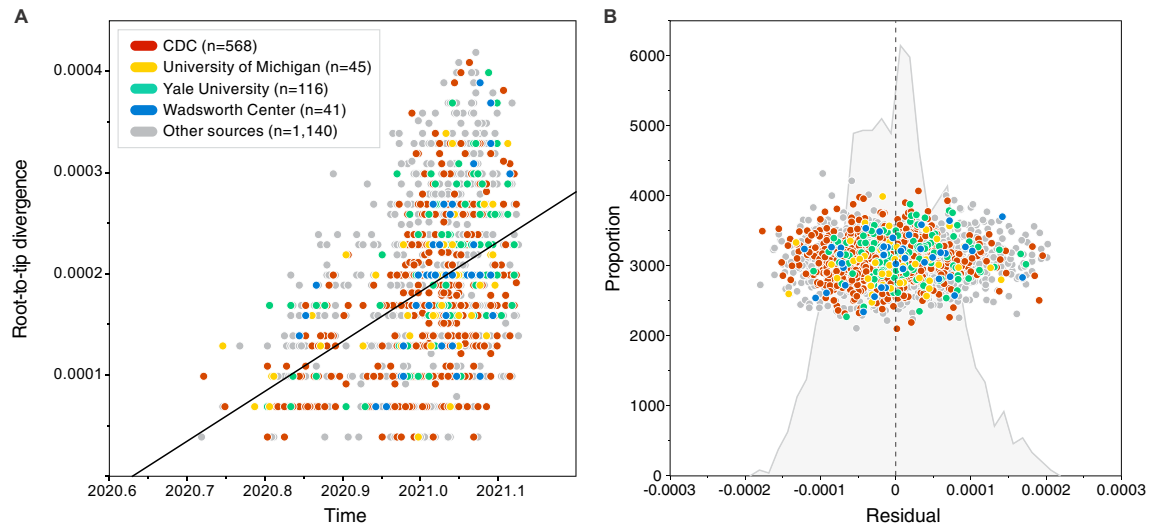 A
CDC (n=568)
University of Michigan (n=45)
Yale University (n=116)
Wadsworth Center (n=41)
Other sources (n=1,140)
Root-to-tip divergence
0.0004
0.0003
0.0002
0.0001
2020.6 2020.7 2020.8 2020.9 2021.0 2021.1
Time
B
Proportion
6000
5000
4000
3000
2000
1000
0
-0.0003 -0.0002 -0.0001 0 0.0001 0.0002 0.0003
Residual